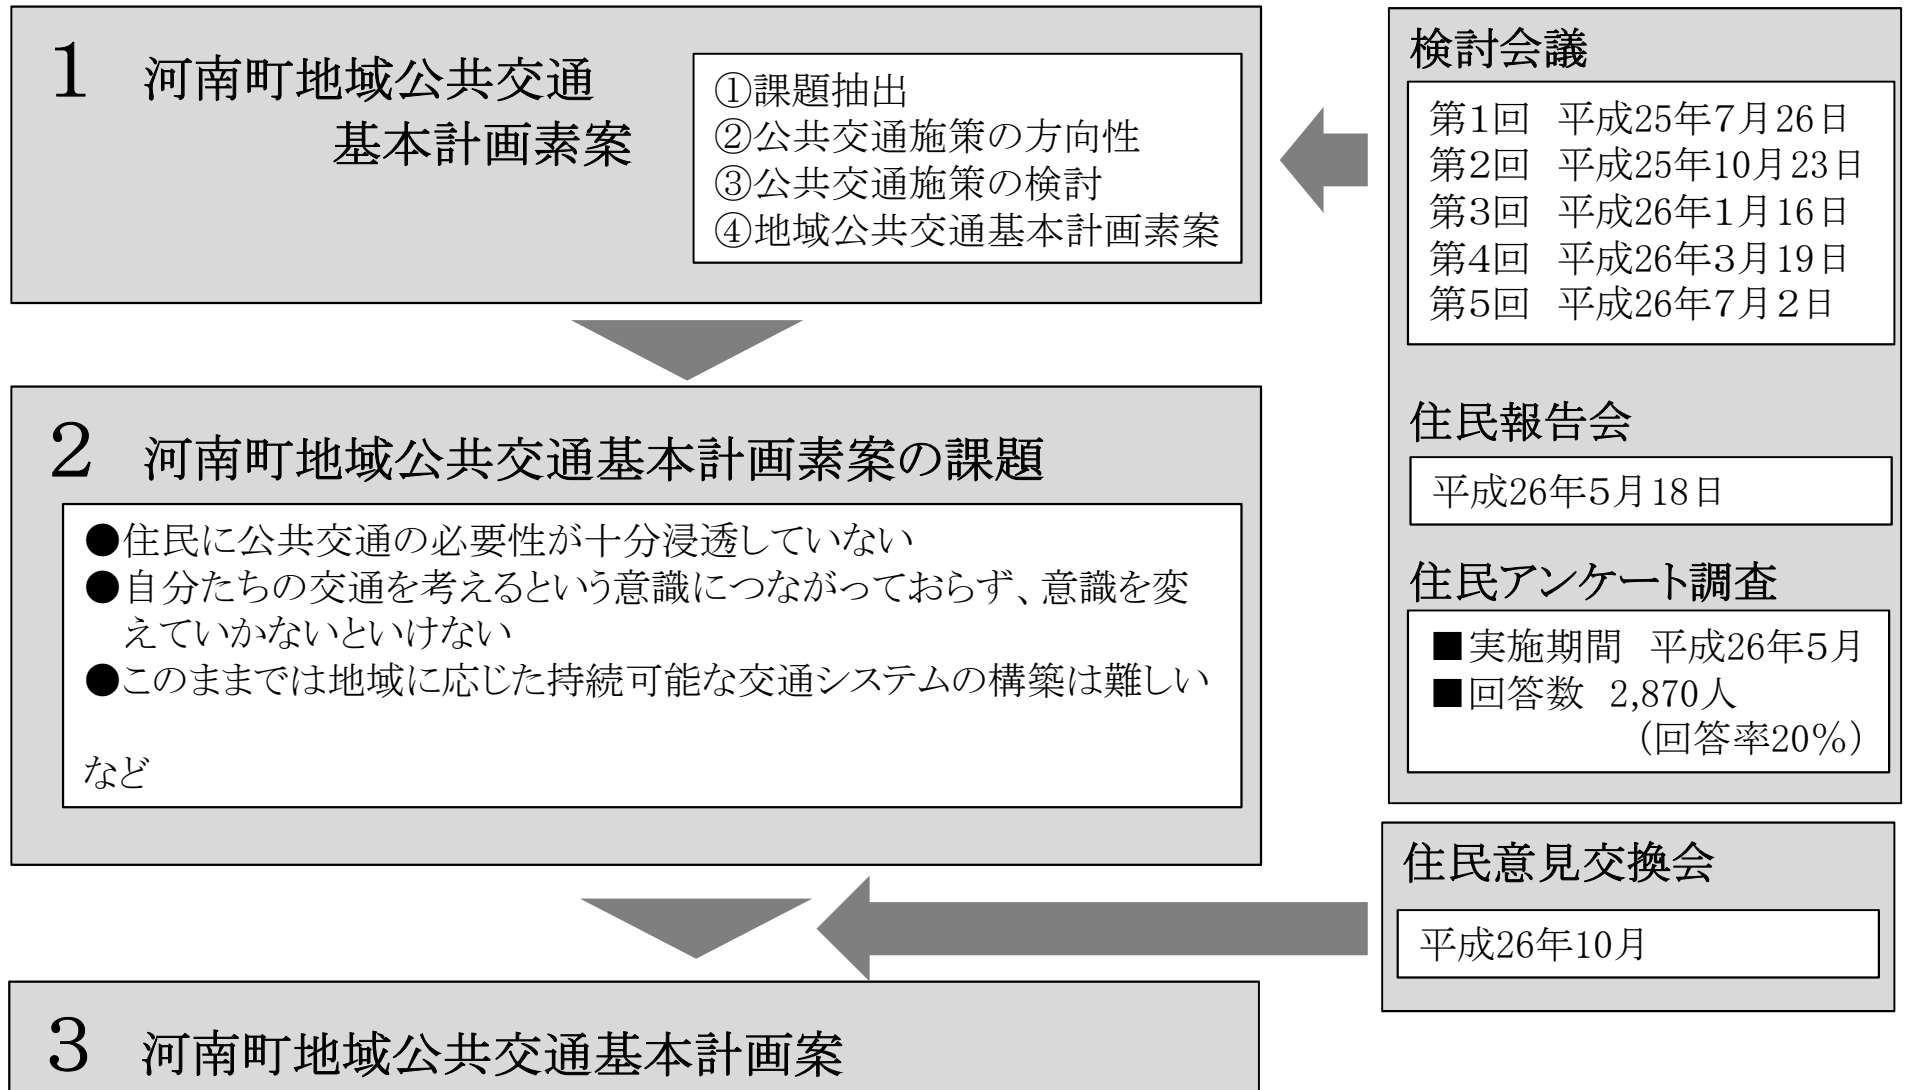 1 河南町地域公共交通
基本計画素案
①課題抽出
②公共交通施策の方向性
③公共交通施策の検討
④地域公共交通基本計画素案
検討会議
第1回 平成25年7月26日
第2回 平成25年10月23日
第3回 平成26年1月16日
第4回 平成26年3月19日
第5回 平成26年7月2日
住民報告会
平成26年5月18日
住民アンケート調査
■実施期間 平成26年5月
■回答数 2,870人
（回答率20％）
2 河南町地域公共交通基本計画素案の課題
●住民に公共交通の必要性が十分浸透していない
●自分たちの交通を考えるという意識につながっておらず、意識を変
えていかないといけない
●このままでは地域に応じた持続可能な交通システムの構築は難しい
など
住民意見交換会
平成26年10月
3 河南町地域公共交通基本計画案